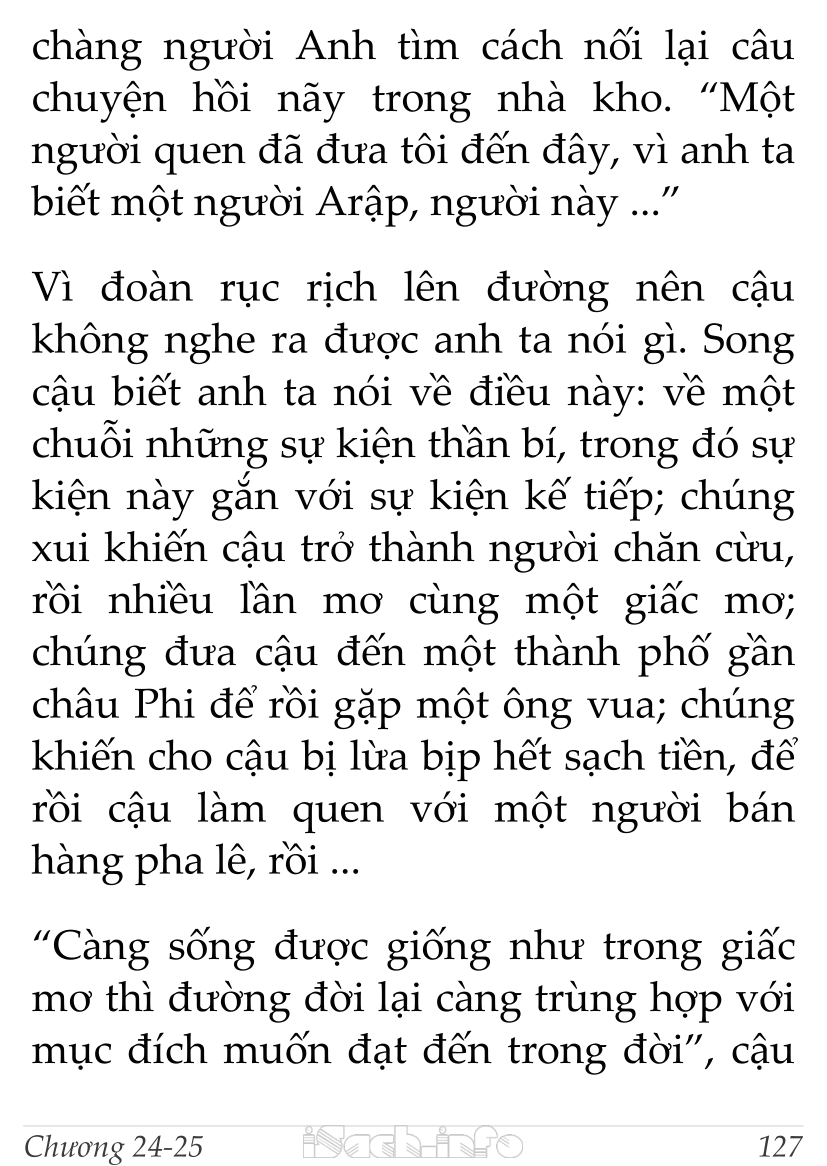 chàng người Anh tìm cách nối lại câu
chuyện hồi nãy trong nhà kho. “Một
người quen đã đưa tôi đến đây, vì anh ta
biết một người Arập, người này ...”
Vì đoàn rục rịch lên đường nên cậu
không nghe ra được anh ta nói gì. Song
cậu biết anh ta nói về điều này: về một
chuỗi những sự kiện thần bí, trong đó sự
kiện này gắn với sự kiện kế tiếp; chúng
xui khiến cậu trở thành người chăn cừu,
rồi nhiều lần mơ cùng một giấc mơ;
chúng đưa cậu đến một thành phố gần
châu Phi để rồi gặp một ông vua; chúng
khiến cho cậu bị lừa bịp hết sạch tiền, để
rồi cậu làm quen với một người bán
hàng pha lê, rồi ...
“Càng sống được giống như trong giấc
mơ thì đường đời lại càng trùng hợp với
mục đích muốn đạt đến trong đời”, cậu
Chương 24-25
iSach.info
127